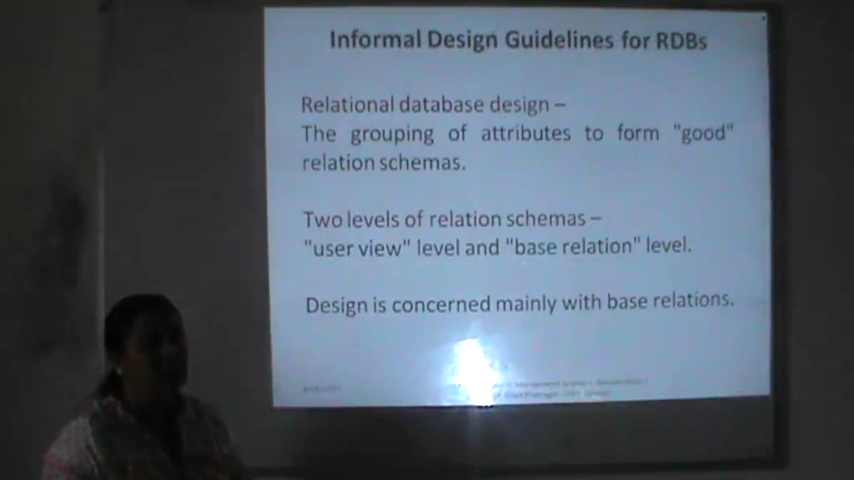 Informal Design Guidelines for RDBs
Relational database design –
The grouping of attributes to form "good"
relation schemas.
Two levels of relation schemas –
"user view" level and "base relation" level.
Design is concerned mainly with base relations.